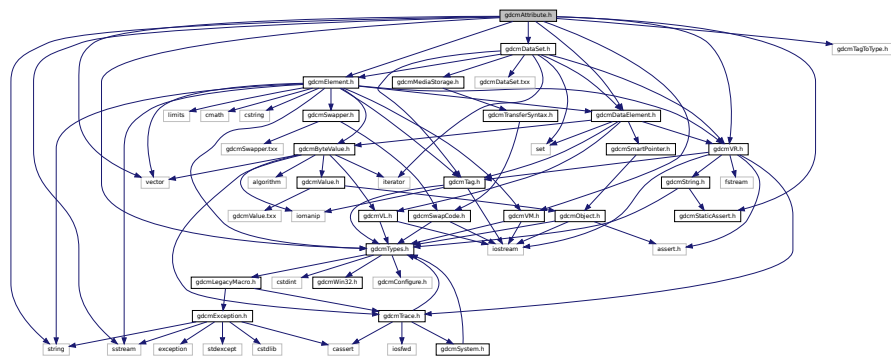 gdcmAttribute.h
gdcmDataSet.h
gdcmTagToType.h
gdcmElement.h
gdcmMediaStorage.h
gdcmDataSet.txx
limits
cmath
cstring
gdcmSwapper.h
gdcmTransferSyntax.h
gdcmDataElement.h
gdcmSwapper.txx
gdcmByteValue.h
set
gdcmSmartPointer.h
gdcmVR.h
vector
algorithm
gdcmValue.h
iterator
gdcmTag.h
gdcmString.h
fstream
gdcmValue.txx
iomanip
gdcmVL.h
gdcmSwapCode.h
gdcmVM.h
gdcmObject.h
gdcmStaticAssert.h
gdcmTypes.h
iostream
assert.h
gdcmLegacyMacro.h
cstdint
gdcmWin32.h
gdcmConfigure.h
gdcmException.h
gdcmTrace.h
string
sstream
exception
stdexcept
cstdlib
cassert
iosfwd
gdcmSystem.h